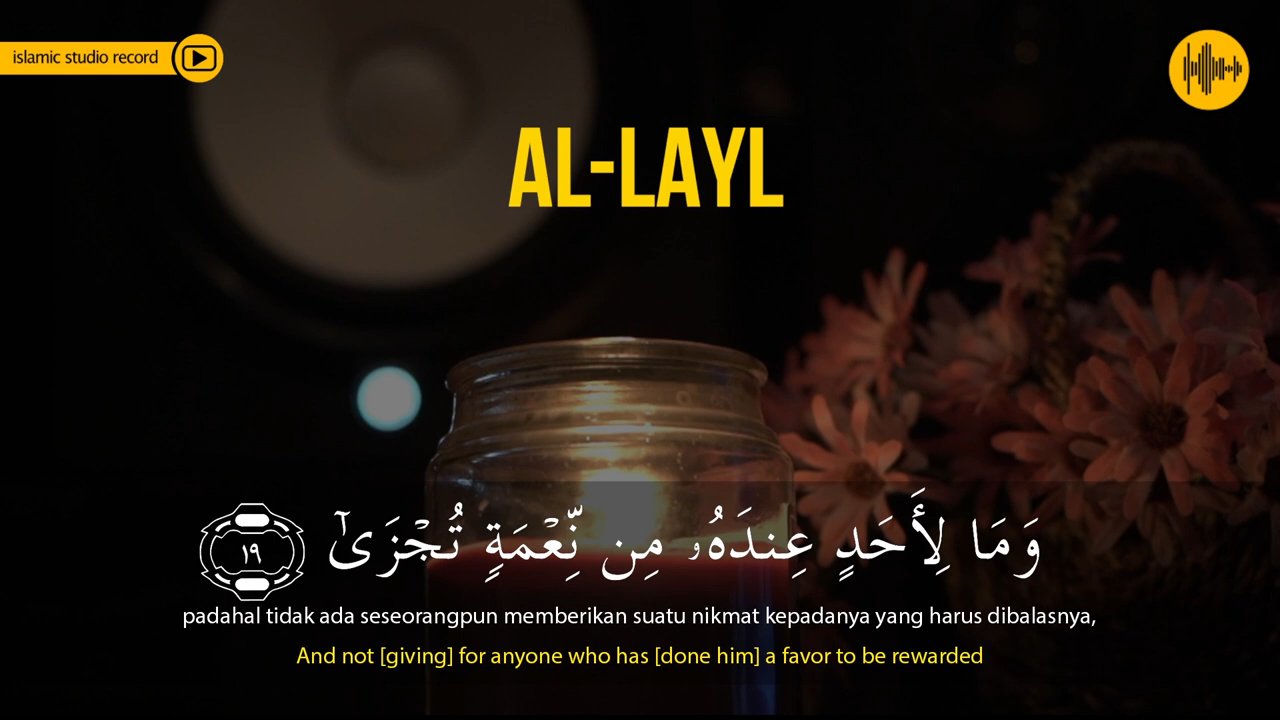 islamic studio record
AL-LAYL
وَمَا لِأَحَدٍ عِندَهُۥ مِن نِّعْمَةٍ تُجْزَىٰٓ ١٩
padahal tidak ada seseorangpun memberikan suatu nikmat kepadanya yang harus dibalasnya,
And not [giving] for anyone who has [done him] a favor to be rewarded